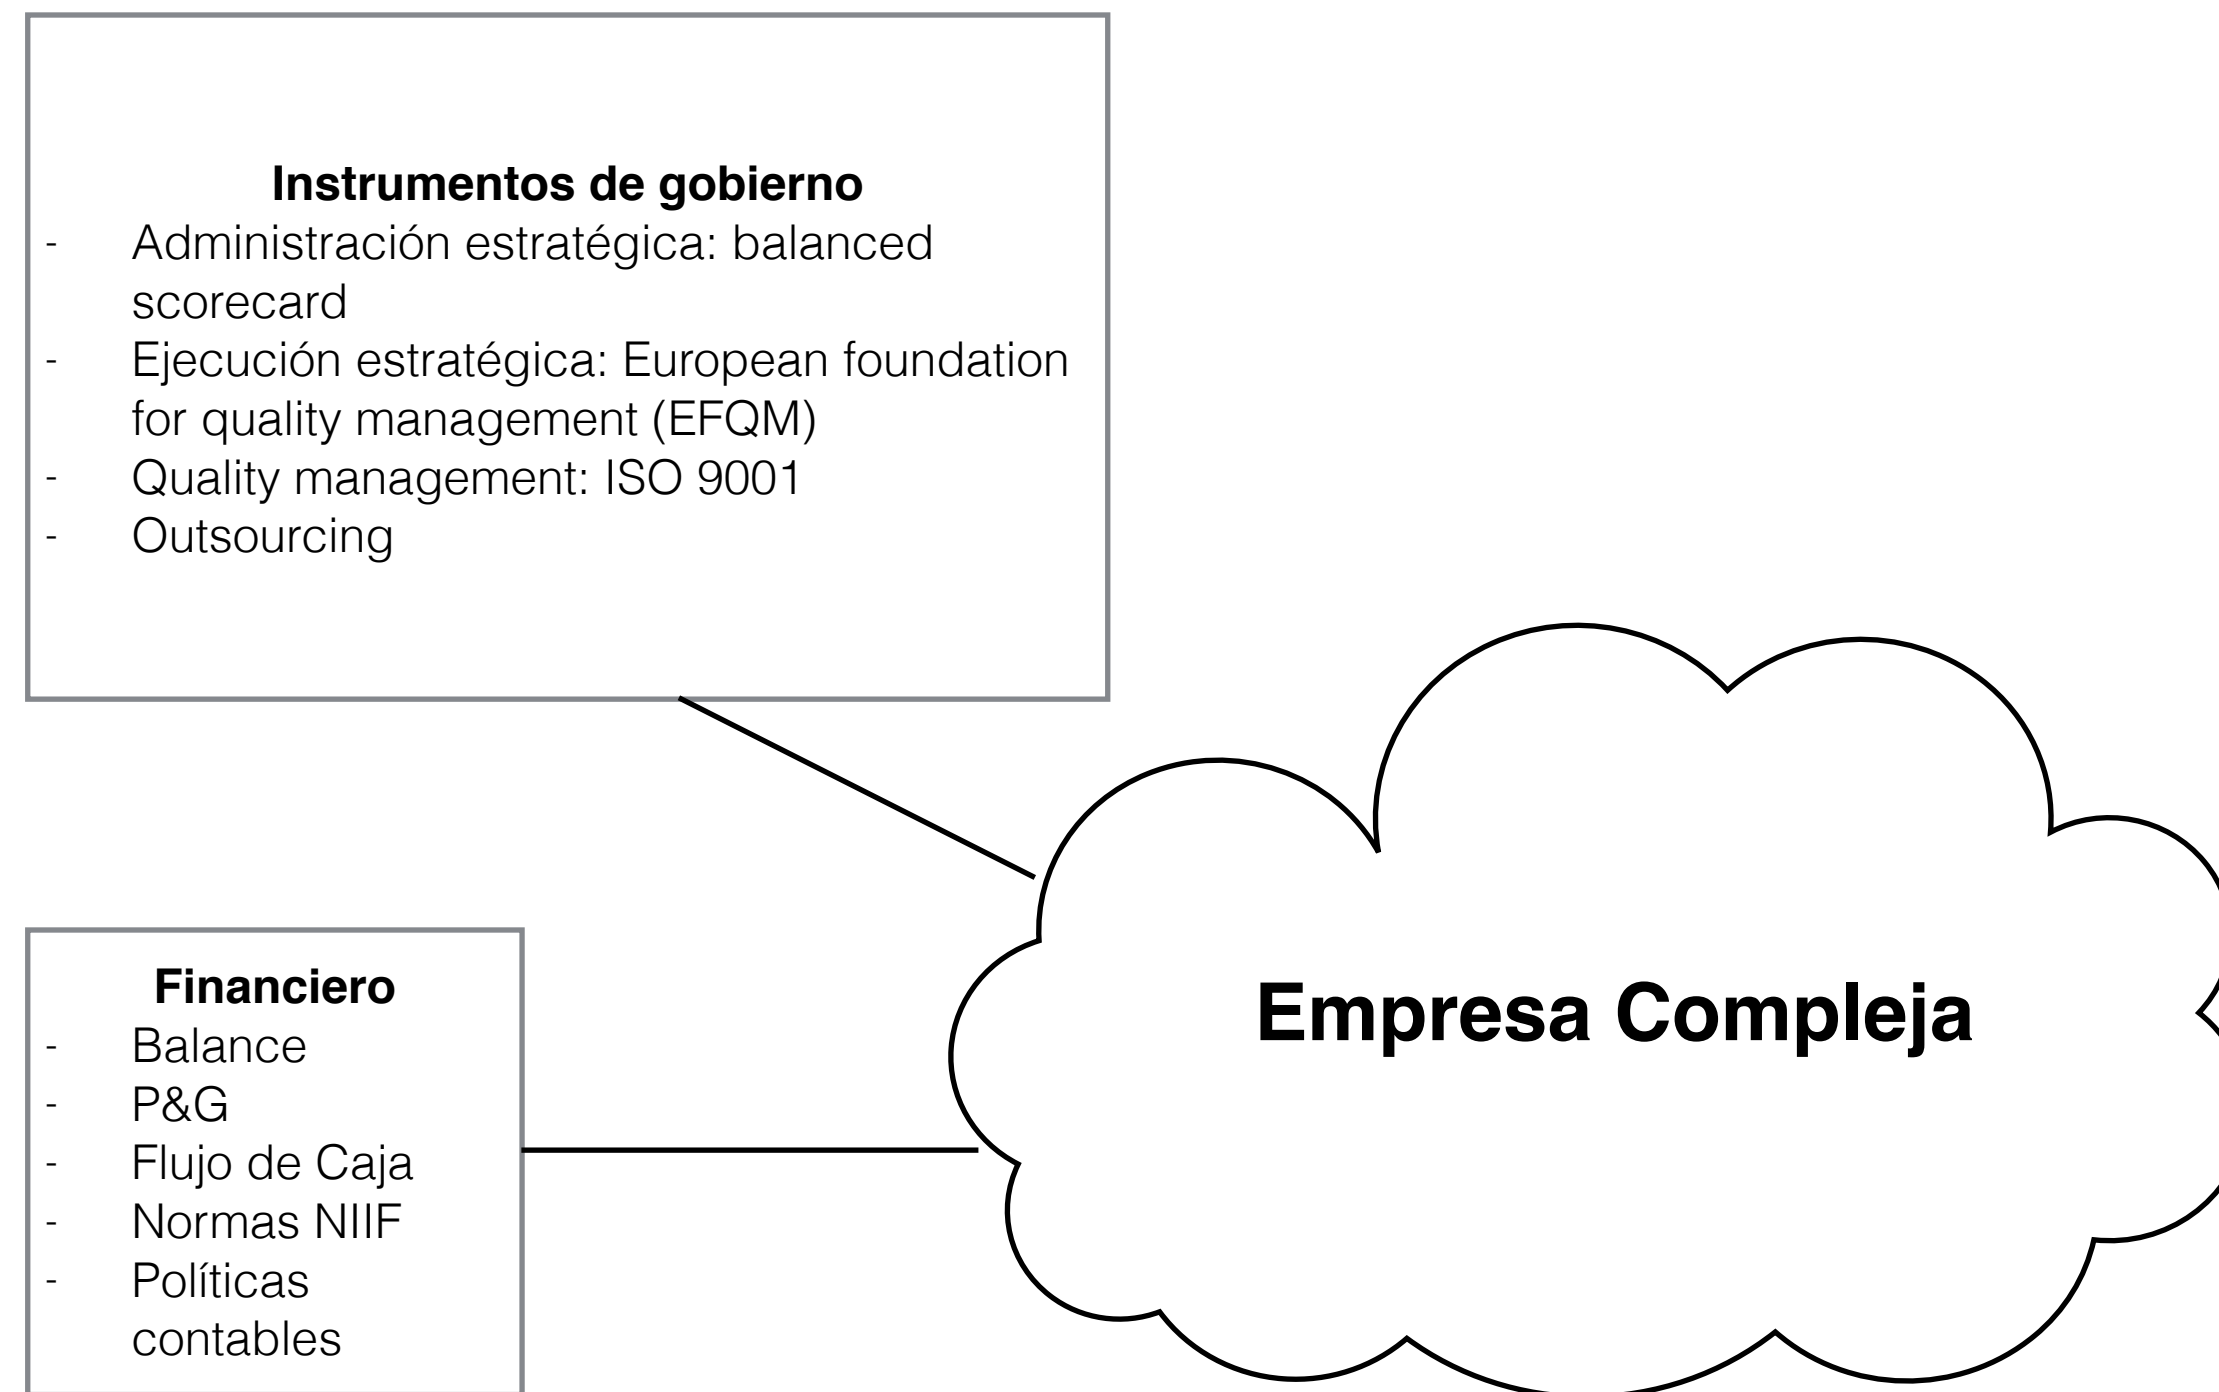 Instrumentos de gobierno
- Administración estratégica: balanced
scorecard
- Ejecución estratégica: European foundation
for quality management (EFQM)
- Quality management: ISO 9001
- Outsourcing
Financiero
- Balance
- P&G
- Flujo de Caja
- Normas NIIF
- Políticas
contables
Empresa Compleja